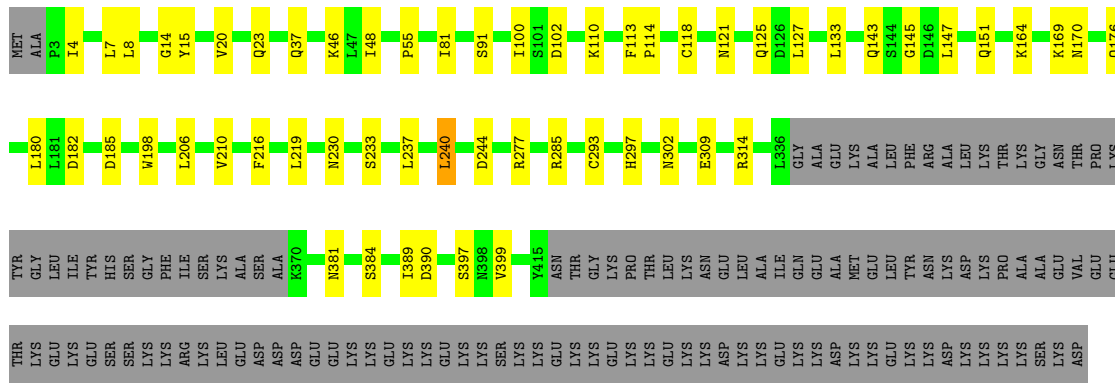 MET ALA P3 I4 L7 L8 G14 Y15 V20 Q23 Q37 K46 L47 I48 P55 I81 S91 I100 S101 D102 K110 F113 P114 C118 N121 Q125 D126 L127 L133 Q143 S144 G145 D146 L147 Q151 K164 K169 N170
L180 L181 D182 D185 W198 L206 V210 F216 L219 N230 S233 L237 L240 D244 R277 R285 C293 H297 N302 E309 R314 L336 GLY ALA GLU LYS ALA LEU PHE ARG ALA LEU LYS THR LYS GLY ASN THR PRO LYS
TYR GLY LEU ILE TYR HIS SER GLY PHE ILE SER LYS ALA SER ALA K370 N381 S384 I389 D390 S397 N398 V399 Y415 ASN THR GLY LYS PRO THR LEU LYS ASN GLU LEU ALA ILE GLN GLU ALA MET GLU LEU TYR ASN LYS ASP LYS PRO ALA ALA GLU VAL GLU GLU
THR LYS GLU LYS GLU SER SER LYS LYS ARG LYS LEU GLU ASP ASP ASP GLU GLU LYS LYS LYS GLU LYS LYS SER LYS LYS GLU LYS LYS GLU LYS LYS ASP LYS LYS GLU LYS LYS ASP LYS LYS GLU LYS LYS ASP LYS LYS LYS LYS SER LYS ASP